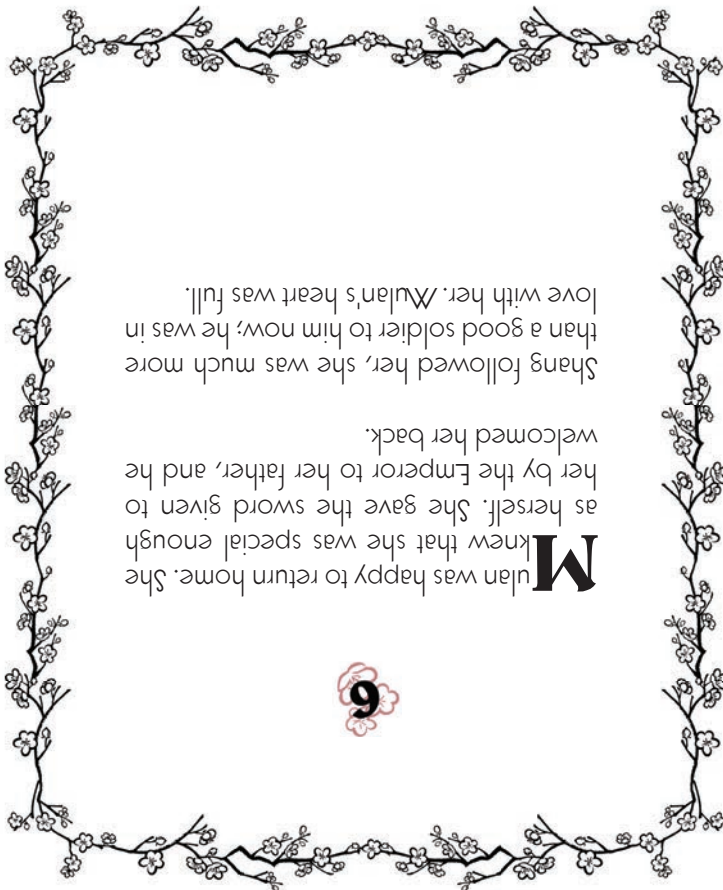 6
Mulan was happy to return home. She
knew that she was special enough
as herself. She gave the sword given to
her by the Emperor to her father, and he
welcomed her back.
Shang followed her, she was much more
than a good soldier to him now; he was in
love with her. Mulan's heart was full.